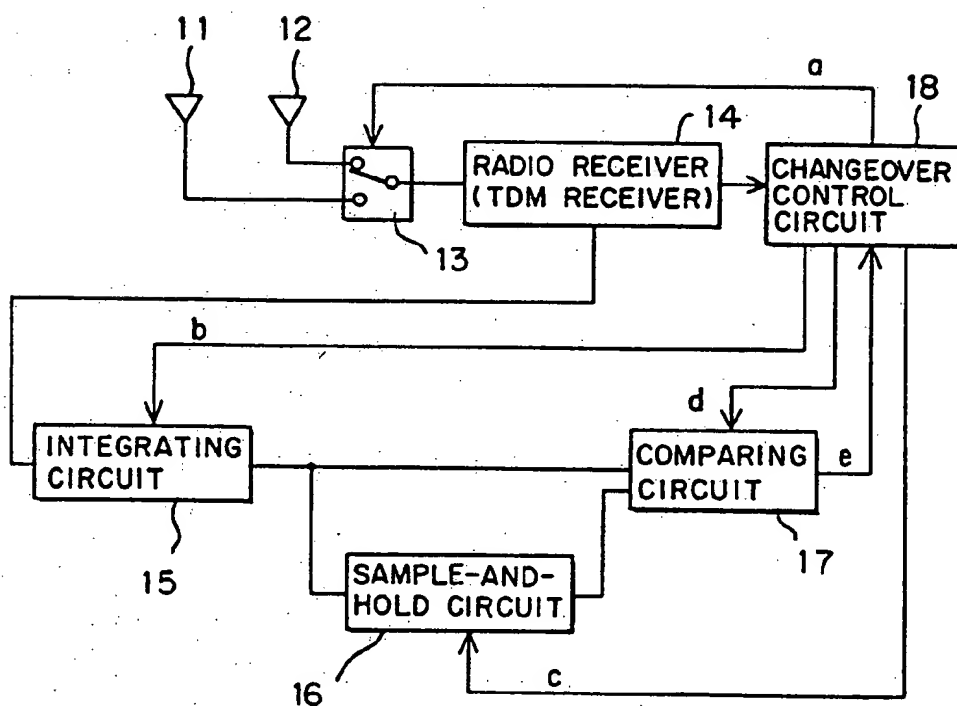 11
12
a
18
14
RADIO RECEIVER
(TDM RECEIVER)
CHANGEOVER
CONTROL
CIRCUIT
13
b
d
INTEGRATING
CIRCUIT
COMPARING
CIRCUIT
e
15
17
SAMPLE-AND-
HOLD CIRCUIT
16
c